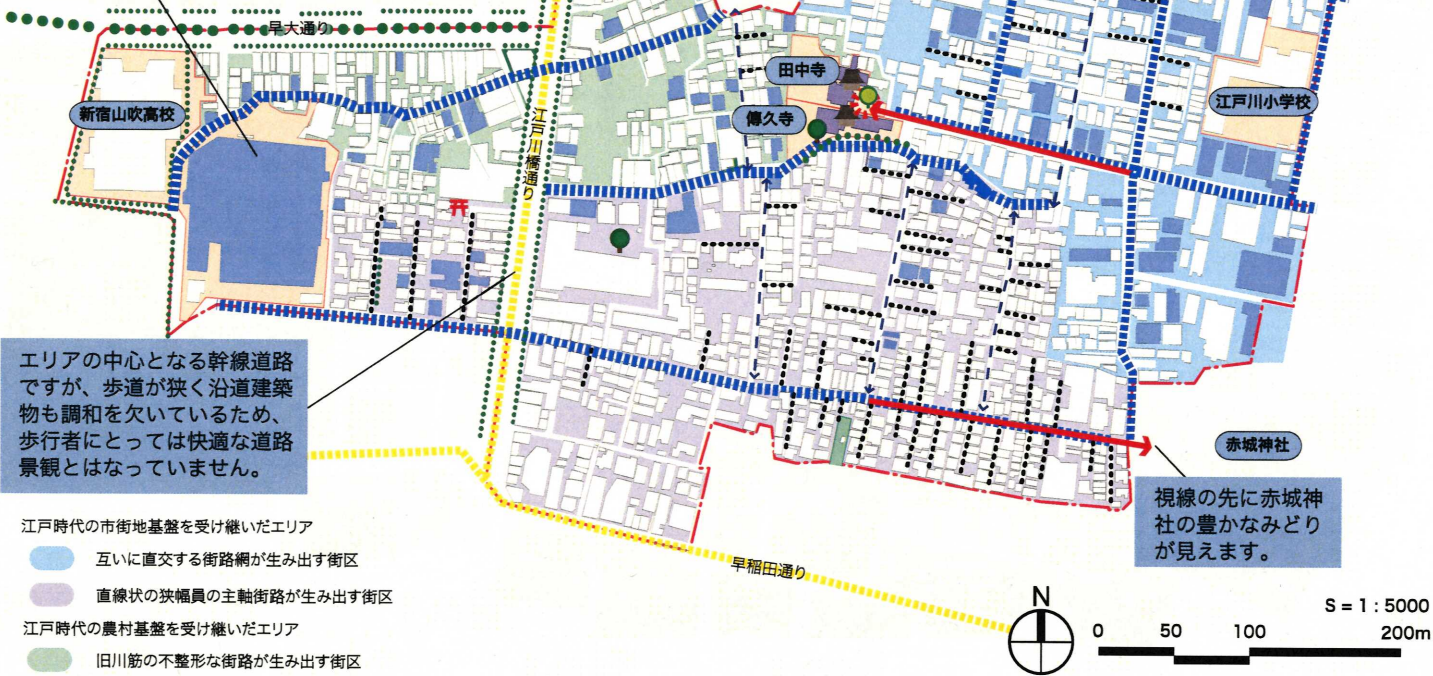 早大通り
田中寺
新宿山吹高校
傳久寺
江戸川小学校
江戸川橋通り
エリアの中心となる幹線道路
ですが、歩道が狭く沿道建築
物も調和を欠いているため、
歩行者にとっては快適な道路
景観とはなっていません。
赤城神社
視線の先に赤城神
社の豊かなみどり
が見えます。
江戸時代の市街地基盤を受け継いだエリア
互いに直交する街路網が生み出す街区
直線状の狭幅員の主軸街路が生み出す街区
江戸時代の農村基盤を受け継いだエリア
旧川筋の不整形な街路が生み出す街区
早稲田通り
N
S = 1 : 5000
0 50 100 200m